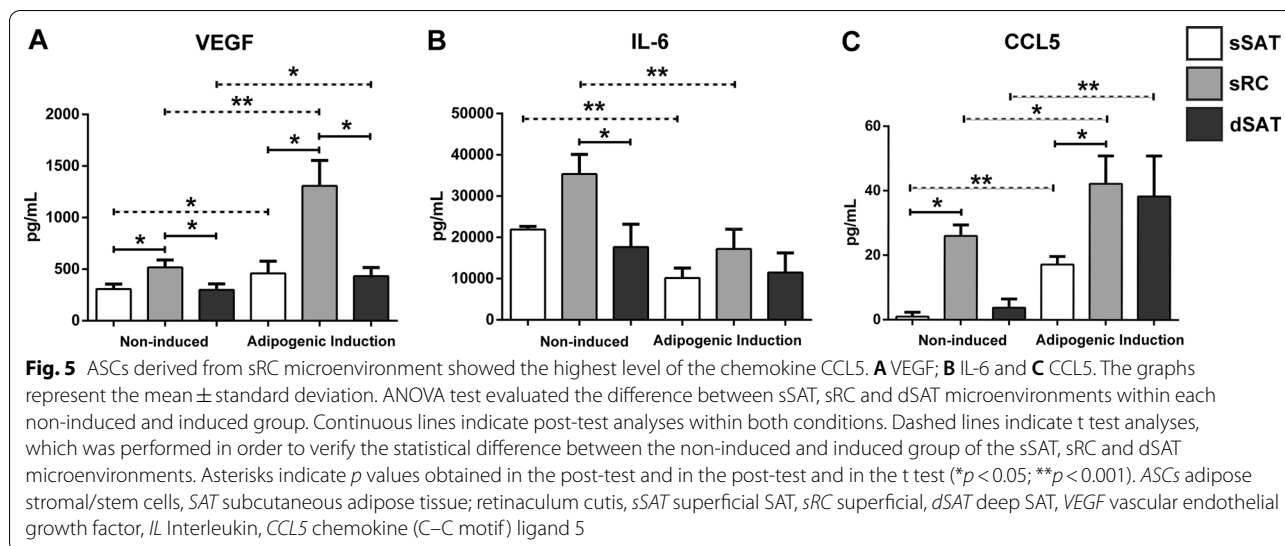 A
VEGF
2000
1500
1000
500
0
pg/mL
*
**
*
*
*
*
*
Non-induced
Adipogenic Induction
B
IL-6
50000
40000
30000
20000
10000
0
pg/mL
**
**
*
Non-induced
Adipogenic Induction
C
CCL5
60
40
20
0
pg/mL
**
*
*
**
*
Non-induced
Adipogenic Induction
sSAT
sRC
dSAT
Fig. 5 ASCs derived from sRC microenvironment showed the highest level of the chemokine CCL5. A VEGF; B IL-6 and C CCL5. The graphs
represent the mean ± standard deviation. ANOVA test evaluated the difference between sSAT, sRC and dSAT microenvironments within each
non-induced and induced group. Continuous lines indicate post-test analyses within both conditions. Dashed lines indicate t test analyses,
which was performed in order to verify the statistical difference between the non-induced and induced group of the sSAT, sRC and dSAT
microenvironments. Asterisks indicate p values obtained in the post-test and in the post-test and in the t test (*p < 0.05; **p < 0.001). ASCs adipose
stromal/stem cells, SAT subcutaneous adipose tissue; retinaculum cutis, sSAT superficial SAT, sRC superficial, dSAT deep SAT, VEGF vascular endothelial
growth factor, IL Interleukin, CCL5 chemokine (C–C motif) ligand 5